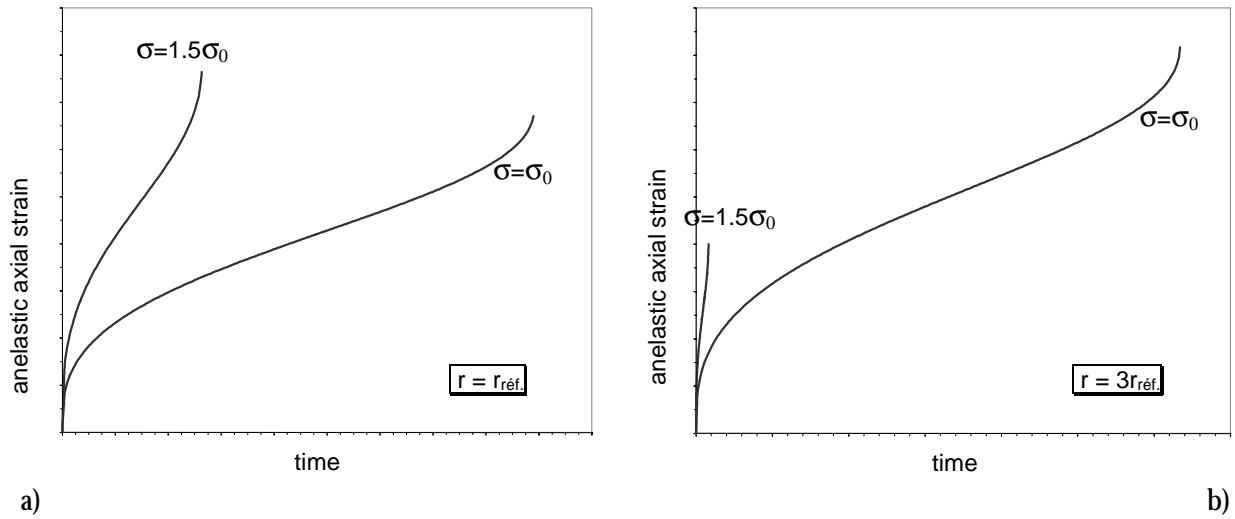 σ=1.5σ0
σ=σ0
anelastic axial strain
r = rréf.
time
a)
σ=σ0
σ=1.5σ0
anelastic axial strain
r = 3rréf.
time
b)